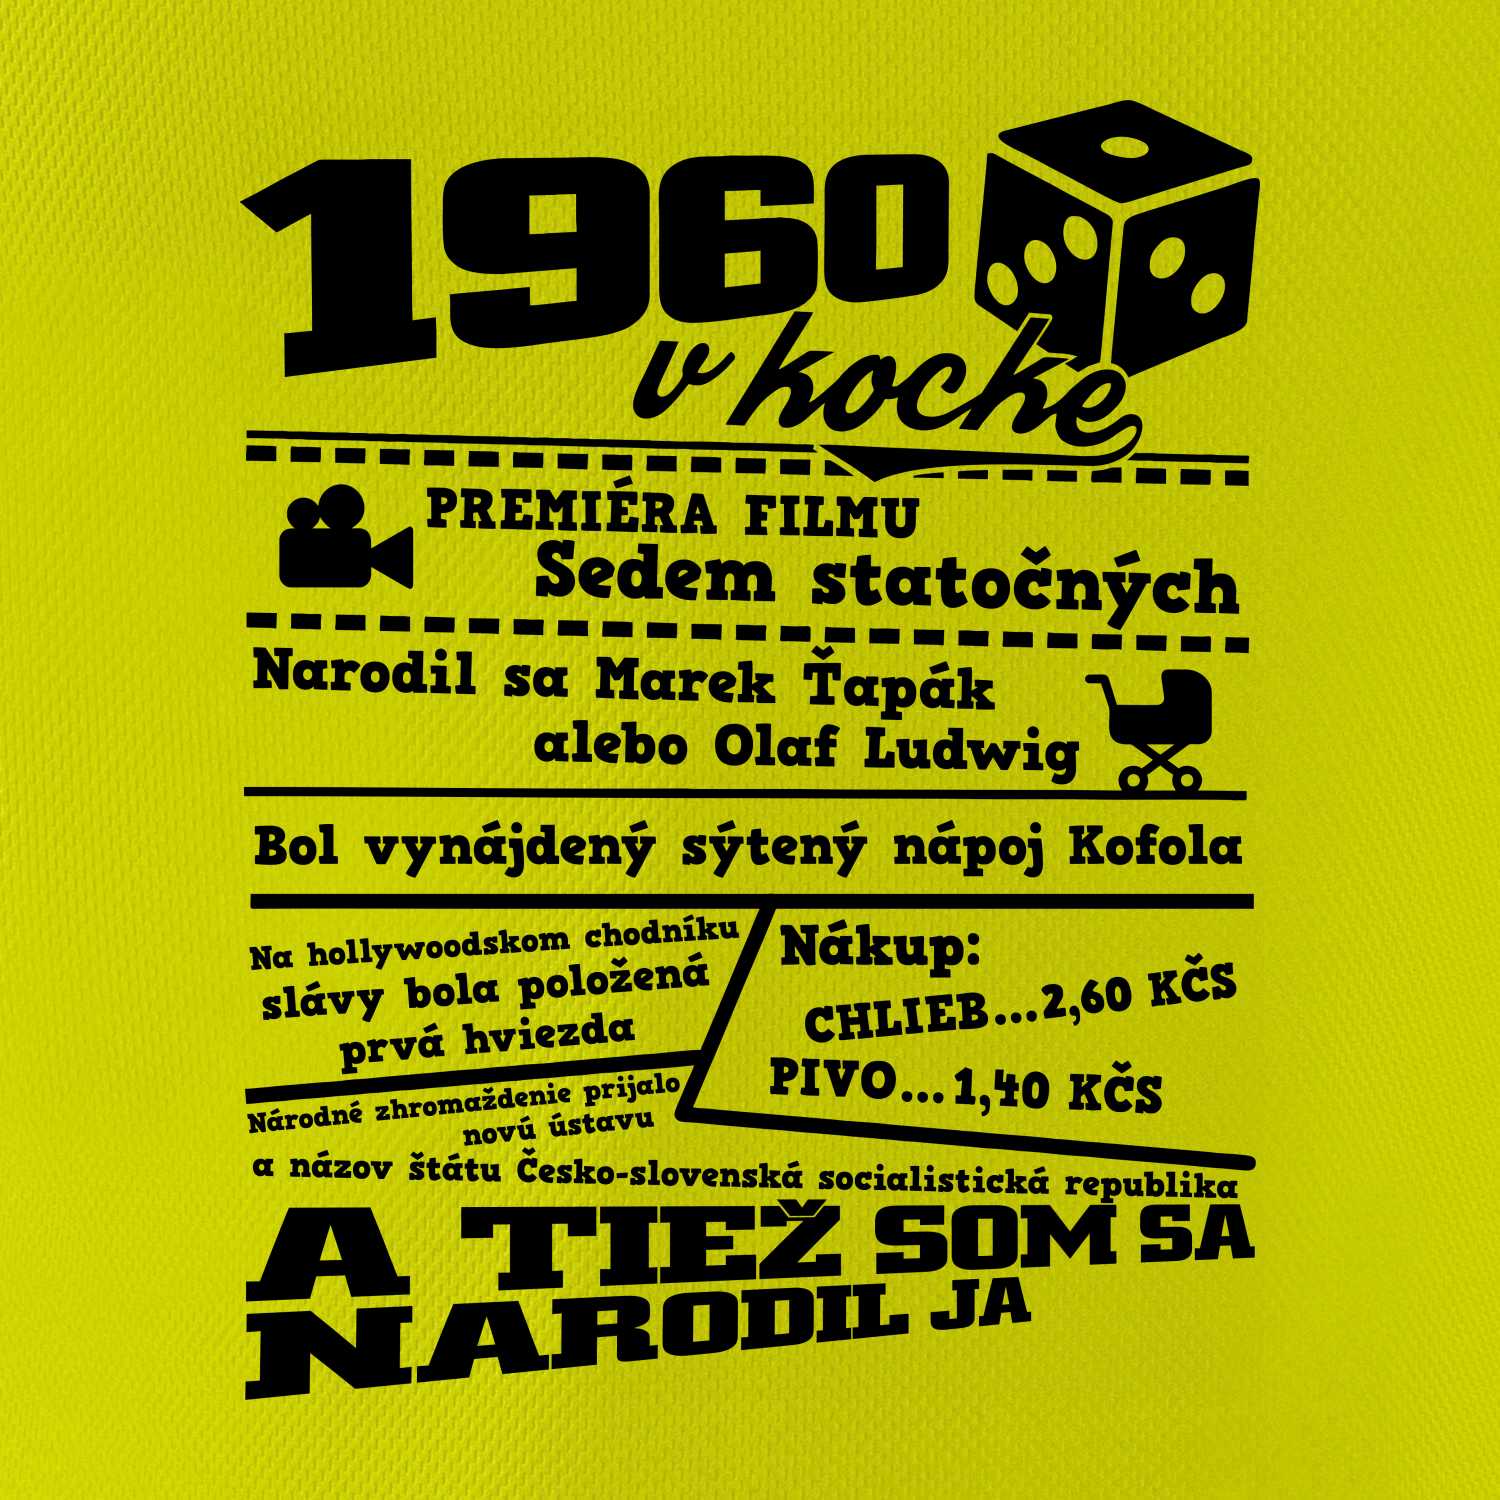 1960
v kocke
PREMIÉRA FILMU
Sedem statočných
Narodil sa Marek Ťapák
alebo Olaf Ludwig
Bol vynájdený sýtený nápoj Kofola
Na hollywoodskom chodníku
slávy bola položená
prvá hviezda
Nákup:
CHLIEB...2,60 KČS
PIVO...1,40 KČS
Národné zhromaždenie prijalo
novú ústavu
a názov štátu Česko-slovenská socialistická republika
A TIEŽ SOM SA
NARODIL JA